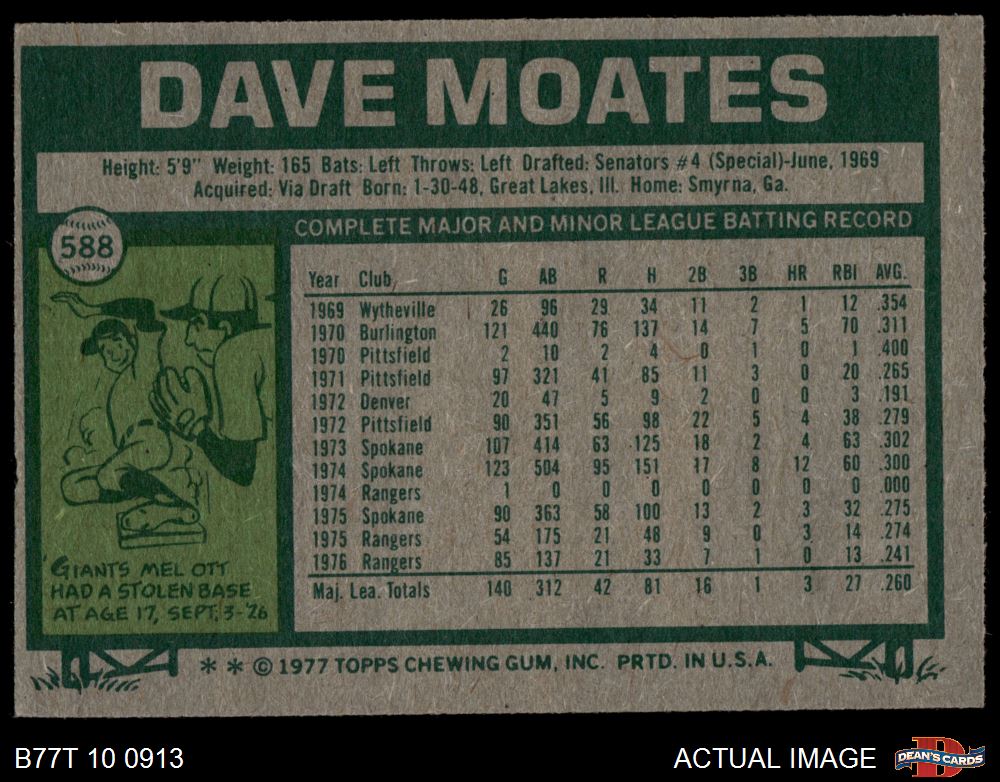 DAVE MOATES
Height: 5'9" Weight: 165 Bats: Left Throws: Left Drafted: Senators #4 (Special)-June, 1969
Acquired: Via Draft Born: 1-30-48, Great Lakes, Ill. Home: Smyrna, Ga.
588
COMPLETE MAJOR AND MINOR LEAGUE BATTING RECORD
Year Club G AB R H 2B 3B HR RBI AVG.
1969 Wytheville 26 96 29 34 11 2 1 12 .354
1970 Burlington 121 440 76 137 14 7 5 70 .311
1970 Pittsfield 2 10 2 4 0 1 0 1 .400
1971 Pittsfield 97 321 41 85 11 3 0 20 .265
1972 Denver 20 47 5 9 2 0 0 3 .191
1972 Pittsfield 90 351 56 98 22 5 4 38 .279
1973 Spokane 107 414 63 125 18 2 4 63 .302
1974 Spokane 123 504 95 151 17 8 12 60 .300
1974 Rangers 1 0 0 0 0 0 0 0 .000
1975 Spokane 90 363 58 100 13 2 3 32 .275
1975 Rangers 54 175 21 48 9 0 3 14 .274
1976 Rangers 85 137 21 33 7 1 0 13 .241
Maj. Lea. Totals 140 312 42 81 16 1 3 27 .260
GIANTS MEL OTT
HAD A STOLEN BASE
AT AGE 17, SEPT. 3-'26
* * © 1977 TOPPS CHEWING GUM, INC. PRTD. IN U.S.A.
B77T 10 0913
ACTUAL IMAGE
D
DEAN'S CARDS